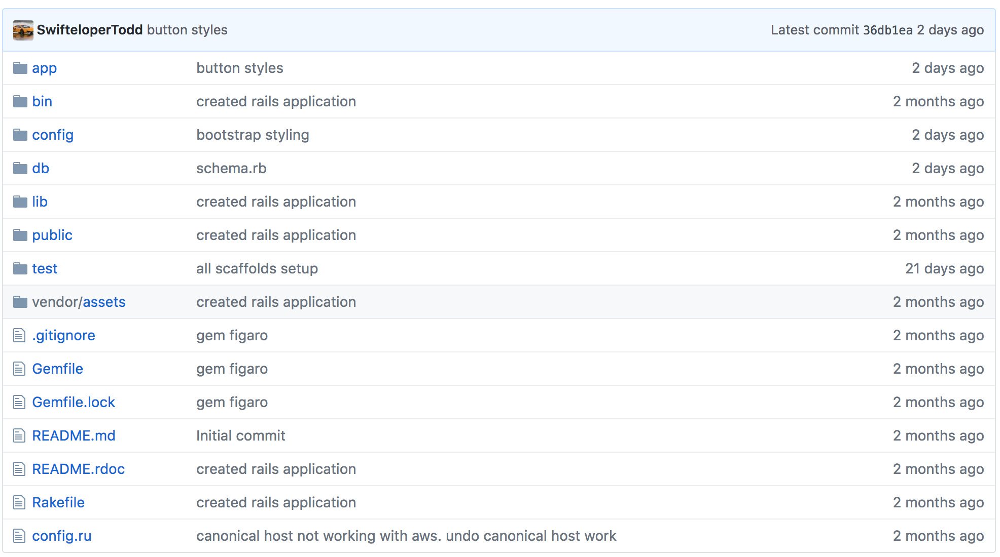 SwifteloperTodd button styles Latest commit 36db1ea 2 days ago
app button styles 2 days ago
bin created rails application 2 months ago
config bootstrap styling 2 days ago
db schema.rb 2 days ago
lib created rails application 2 months ago
public created rails application 2 months ago
test all scaffolds setup 21 days ago
vendor/assets created rails application 2 months ago
.gitignore gem figaro 2 months ago
Gemfile gem figaro 2 months ago
Gemfile.lock gem figaro 2 months ago
README.md Initial commit 2 months ago
README.rdoc created rails application 2 months ago
Rakefile created rails application 2 months ago
config.ru canonical host not working with aws. undo canonical host work 2 months ago